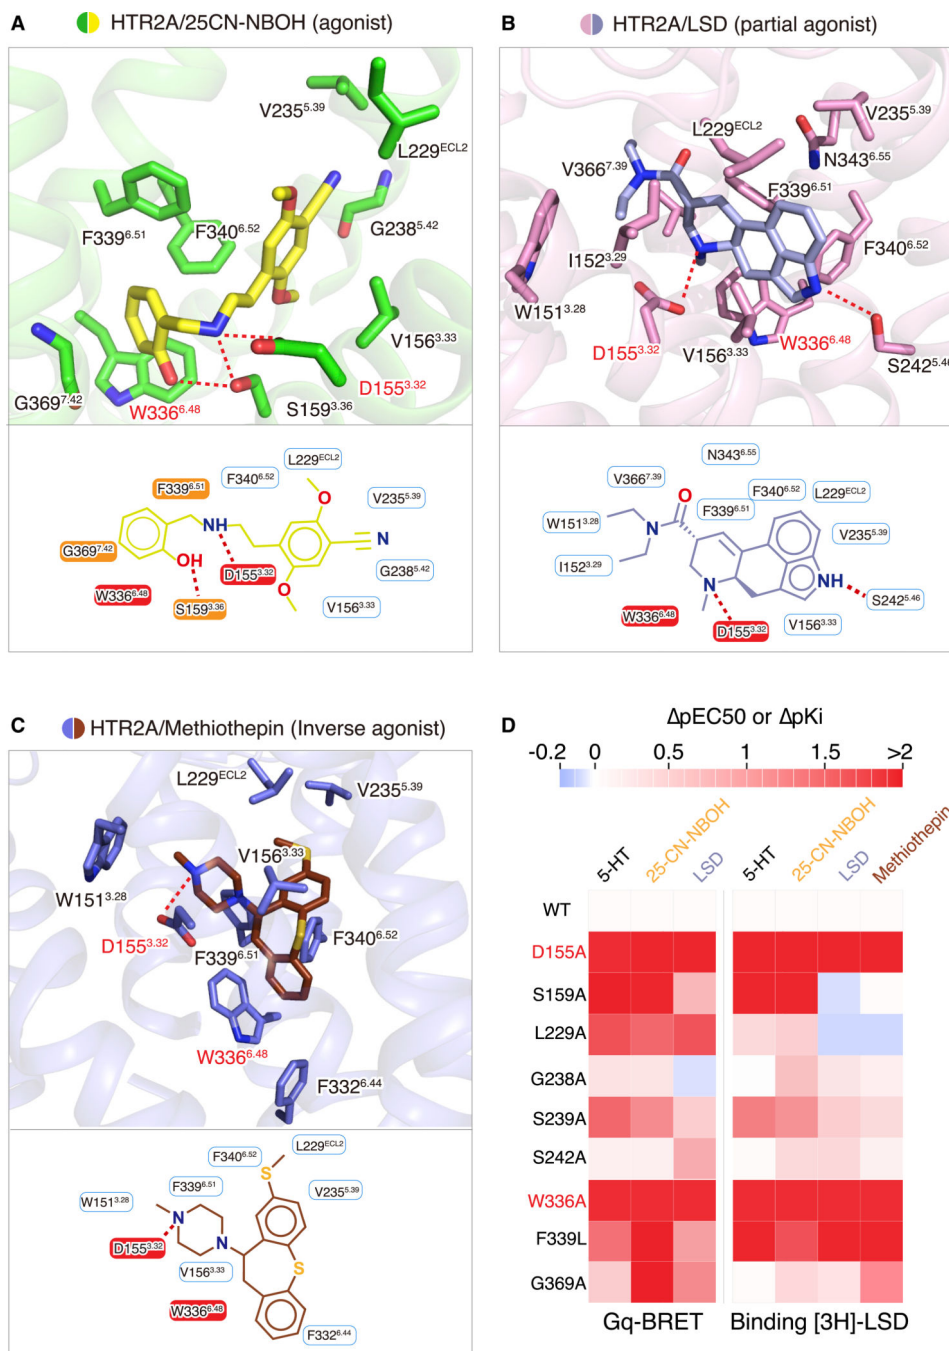 A HTR2A/25CN-NBOH (agonist)
V235^5.39
L229^ECL2
F339^6.51
F340^6.52
G238^5.42
V156^3.33
G369^7.42
W336^6.48
S159^3.36
D155^3.32
L229^ECL2
F339^6.51
F340^6.52
O
V235^5.39
NH
N
G369^7.42
OH
D155^3.32
G238^5.42
W336^6.48
O
S159^3.36
V156^3.33
B HTR2A/LSD (partial agonist)
V235^5.39
L229^ECL2
N343^6.55
V366^7.39
F339^6.51
F340^6.52
I152^3.29
W151^3.28
D155^3.32
V156^3.33
W336^6.48
S242^5.46
N343^6.55
V366^7.39
F340^6.52
L229^ECL2
O
F339^6.51
W151^3.28
N
V235^5.39
I152^3.29
N
NH
S242^5.46
W336^6.48
D155^3.32
V156^3.33
C HTR2A/Methiothepin (Inverse agonist)
L229^ECL2
V235^5.39
V156^3.33
W151^3.28
D155^3.32
F339^6.51
F340^6.52
W336^6.48
F332^6.44
F340^6.52
L229^ECL2
S
F339^6.51
V235^5.39
W151^3.28
N
D155^3.32
N
V156^3.33
S
W336^6.48
F332^6.44
D ΔpEC50 or ΔpKi
-0.2 0 0.5 1 1.5 >2
5-HT 25-CN-NBOH LSD 5-HT 25-CN-NBOH LSD Methiothepin
WT
D155A
S159A
L229A
G238A
S239A
S242A
W336A
F339L
G369A
Gq-BRET Binding [3H]-LSD